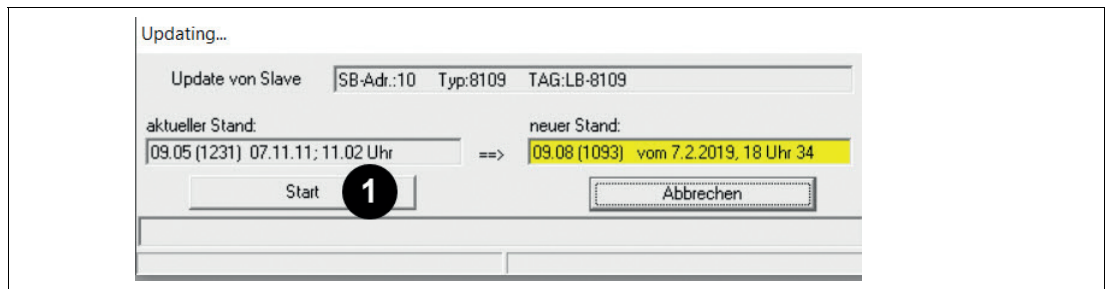 Updating...
Update von Slave SB-Adr.:10 Typ:8109 TAG:LB-8109
aktueller Stand: neuer Stand:
09.05 (1231) 07.11.11; 11.02 Uhr ==> 09.08 (1093) vom 7.2.2019, 18 Uhr 34
Start 1 Abbrechen